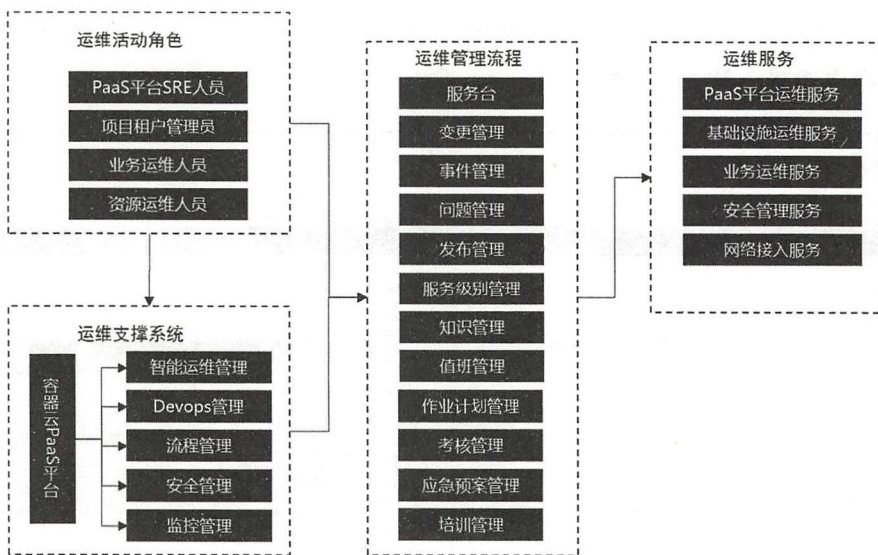 运维活动角色
PaaS平台SRE人员
项目租户管理员
业务运维人员
资源运维人员
运维支撑系统
容器云PaaS平台
智能运维管理
Devops管理
流程管理
安全管理
监控管理
运维管理流程
服务台
变更管理
事件管理
问题管理
发布管理
服务级别管理
知识管理
值班管理
作业计划管理
考核管理
应急预案管理
培训管理
运维服务
PaaS平台运维服务
基础设施运维服务
业务运维服务
安全管理服务
网络接入服务